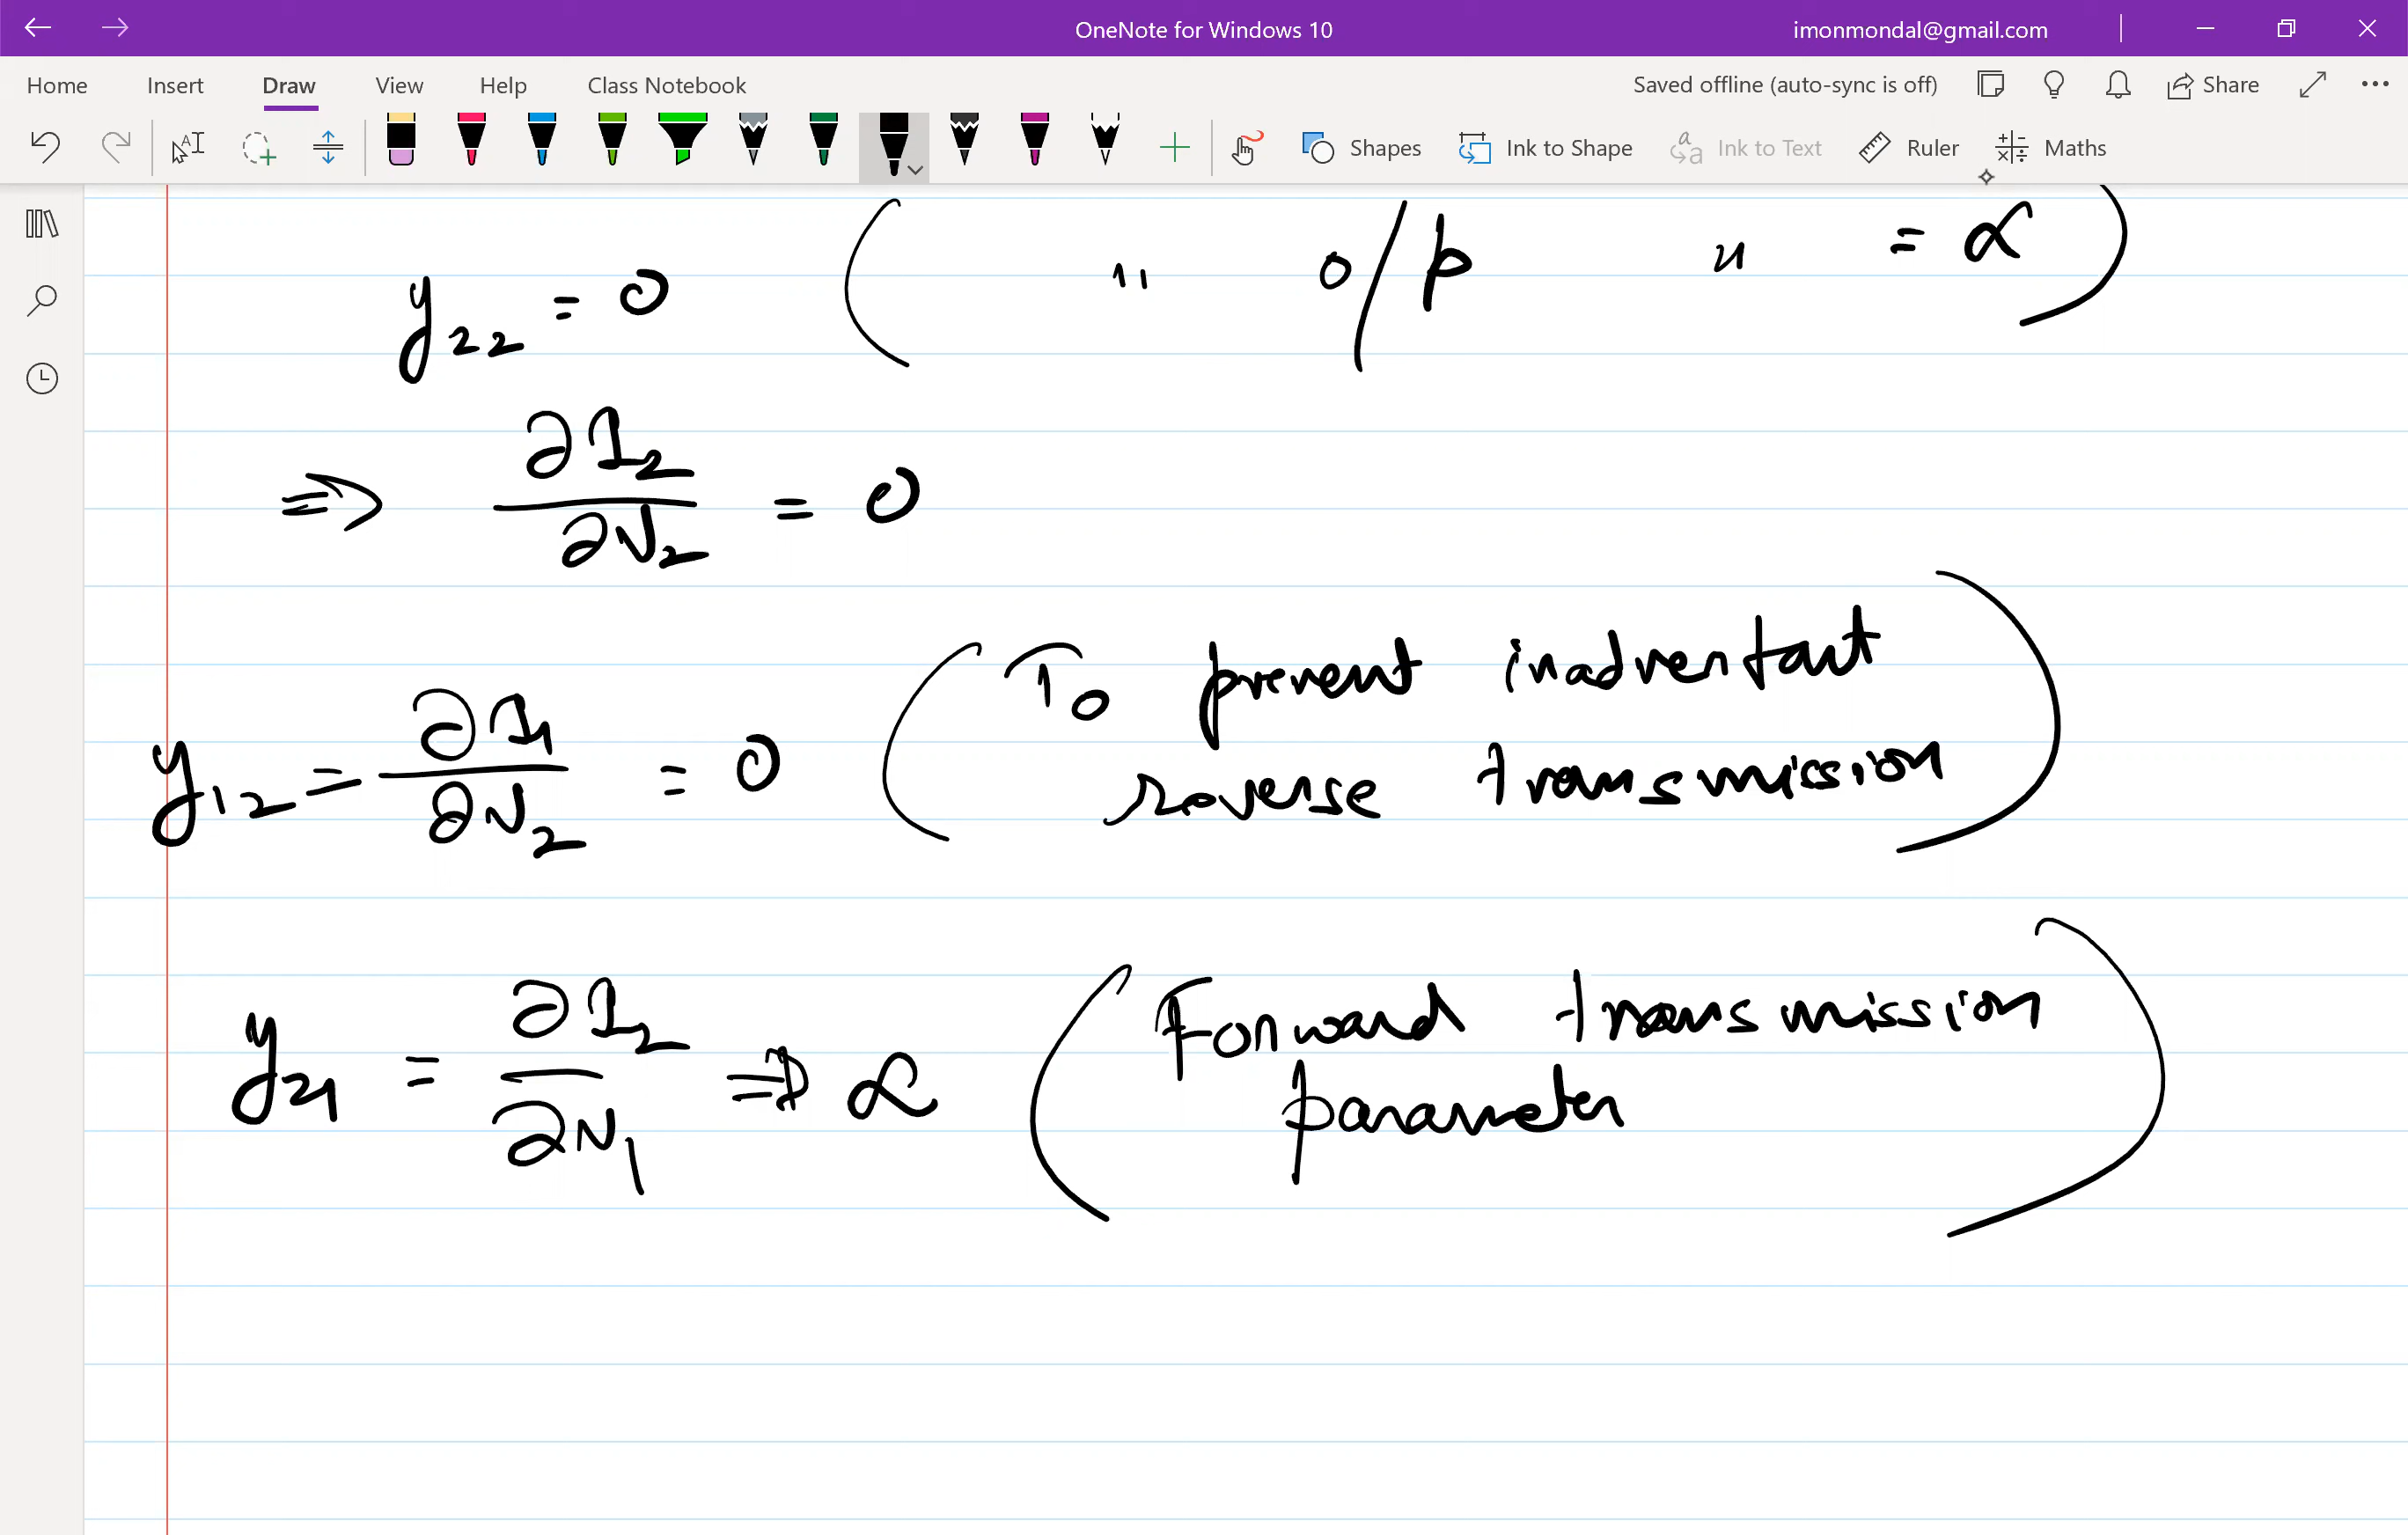 OneNote for Windows 10
imonmondal@gmail.com
Home Insert Draw View Help Class Notebook
Saved offline (auto-sync is off) Share
Shapes Ink to Shape Ink to Text Ruler Maths
y₂₂ = 0 ( " o/p " = ∝ )
⇒ ∂I₂/∂V₂ = 0
y₁₂ = ∂I₁/∂V₂ = 0 ( To prevent inadvertant
reverse transmission )
y₂₁ = ∂I₂/∂V₁ ⇒ ∝ ( Forward transmission
parameter )